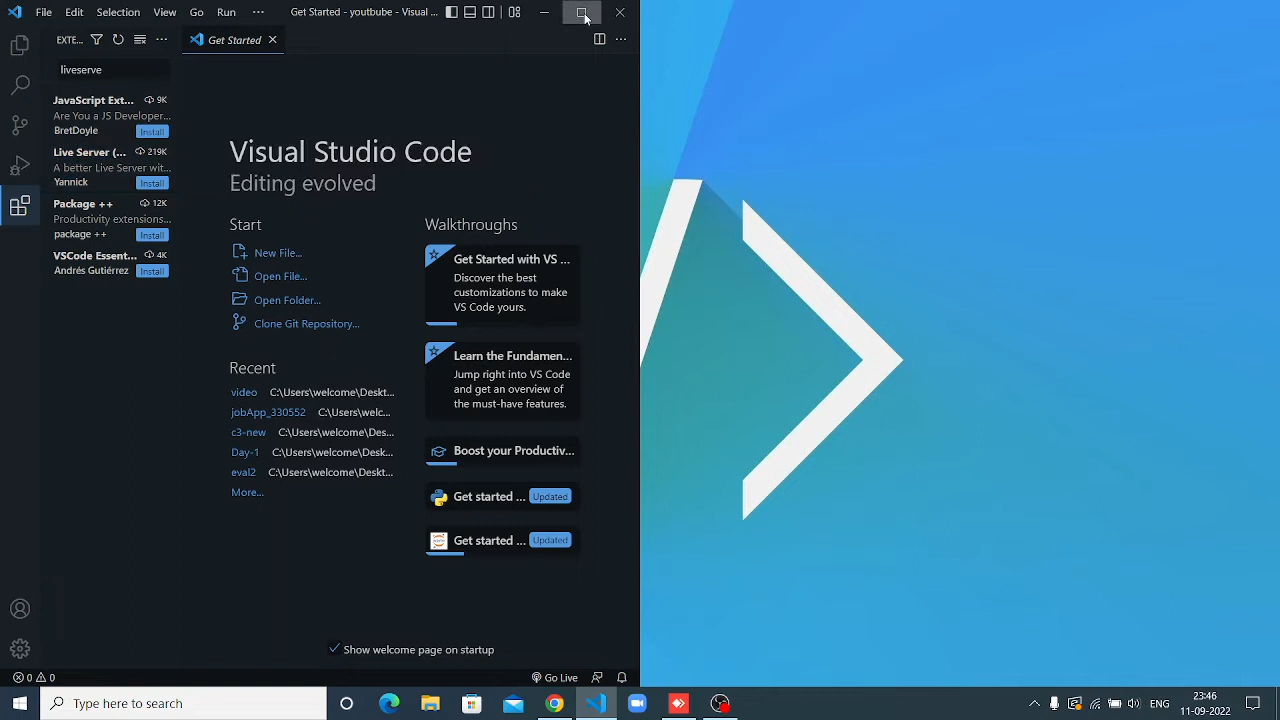 File Edit Selection View Go Run ··· Get Started - youtbube - Visual ...
EXTE... ···
Get Started
liveserve
JavaScript Ext... 9K
Are You a JS Developer...
BretDoyle Install
Live Server (... 219K
A better Live Server wit...
Yannick Install
Package ++ 12K
Productivity extensions...
package ++ Install
VSCode Essent... 4K
Andrés Gutiérrez Install
Visual Studio Code
Editing evolved
Start
New File...
Open File...
Open Folder...
Clone Git Repository...
Recent
video C:\Users\welcome\Deskt...
jobApp_330552 C:\Users\welc...
c3-new C:\Users\welcome\Des...
Day-1 C:\Users\welcome\Desk...
eval2 C:\Users\welcome\Deskt...
More...
Walkthroughs
Get Started with VS ...
Discover the best
customizations to make
VS Code yours.
Learn the Fundamen...
Jump right into VS Code
and get an overview of
the must-have features.
Boost your Productiv...
Get started ... Updated
Get started ... Updated
Show welcome page on startup
0 0 Go Live
Type here to search
ENG
23:46
11-09-2022